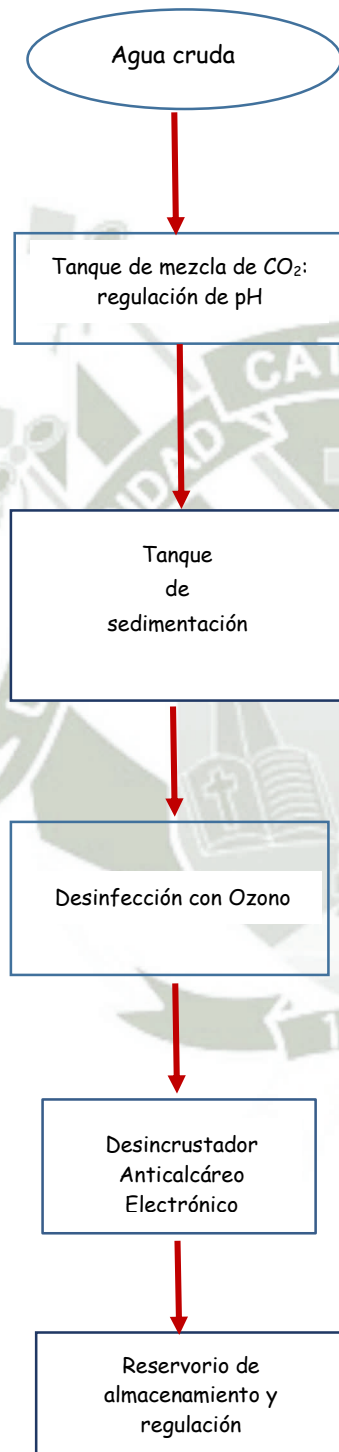 Agua cruda
Tanque de mezcla de CO₂:
regulación de pH
Tanque
de
sedimentación
Desinfección con Ozono
Desincrustador
Anticalcáreo
Electrónico
Reservorio de
almacenamiento y
regulación